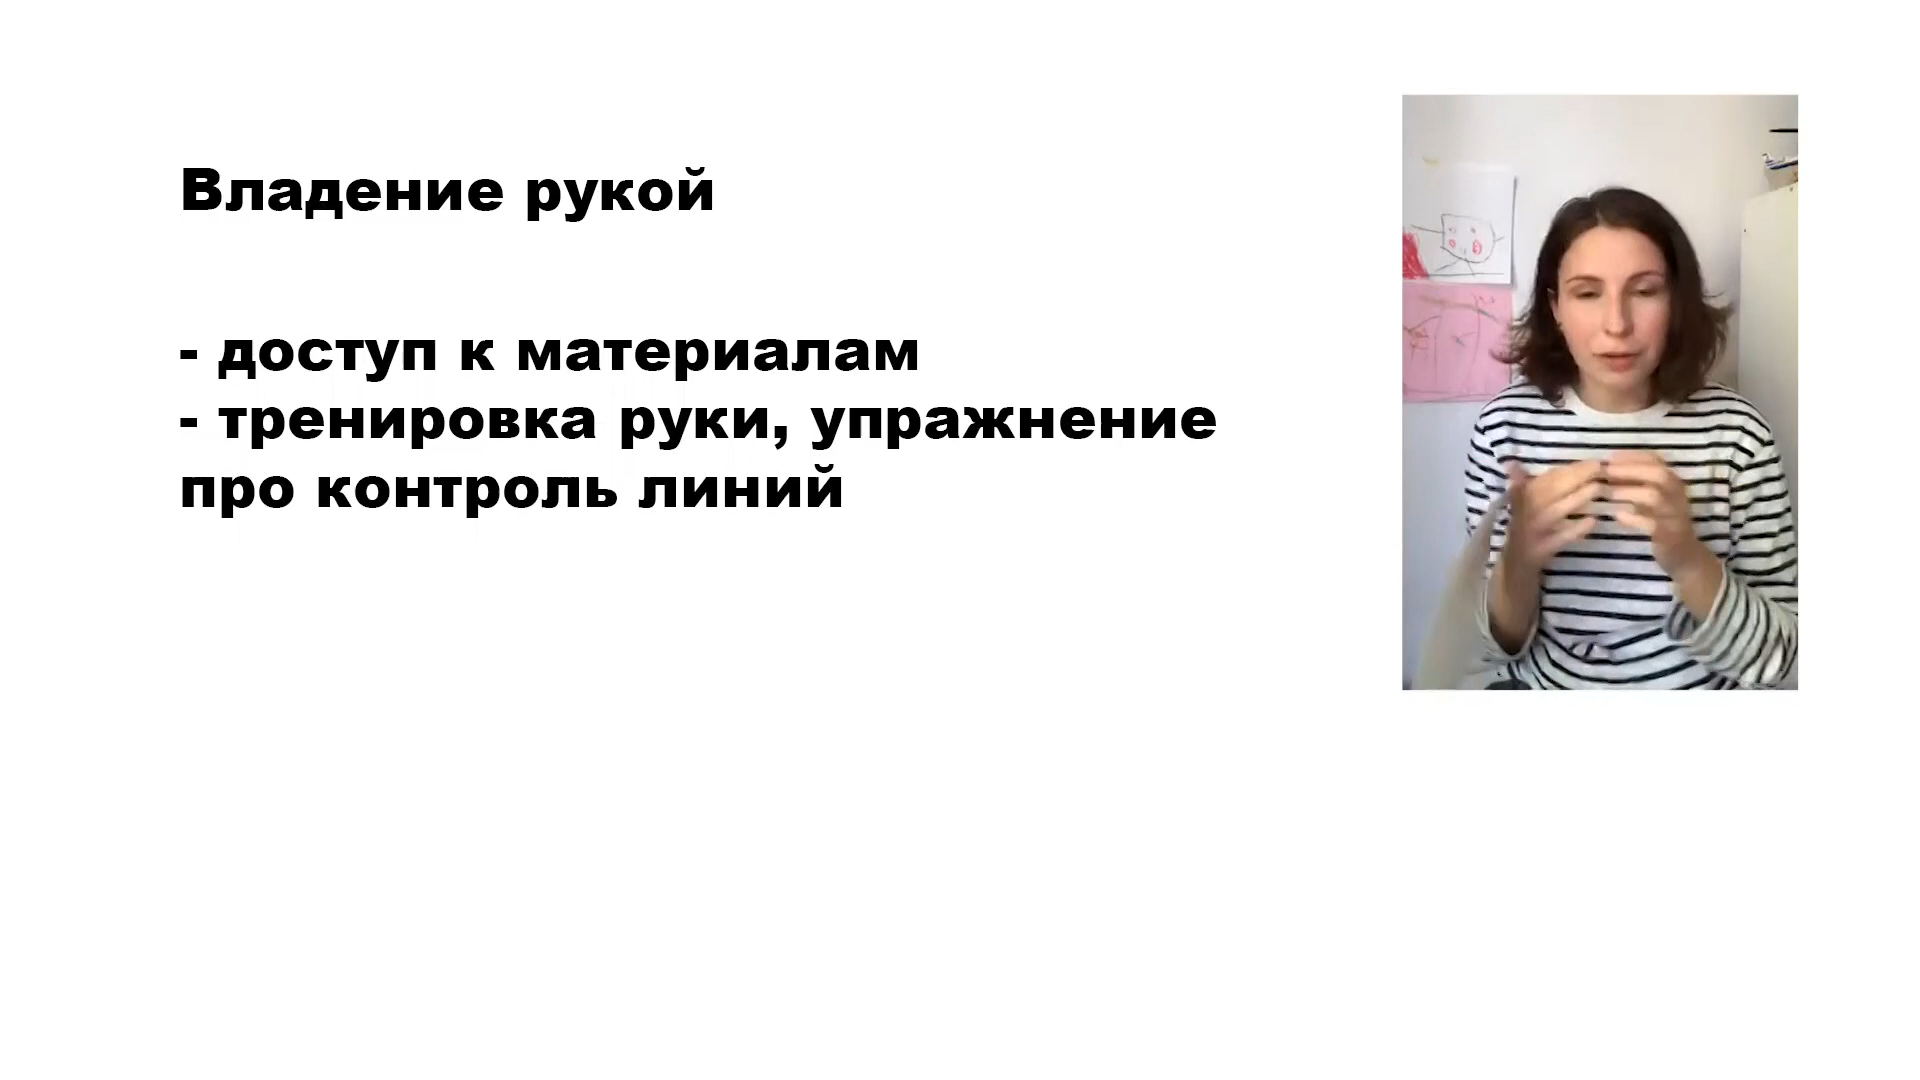 Владение рукой
- доступ к материалам
- тренировка руки, упражнение
про контроль линий